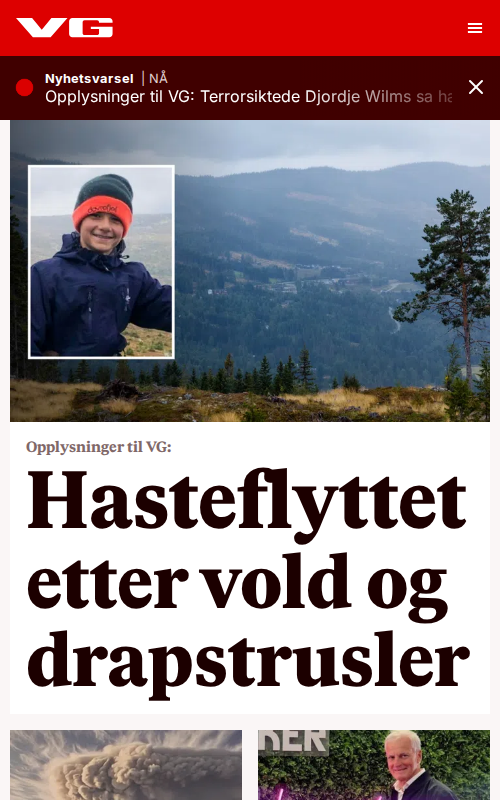 VG
Nyhetsvarsel | NÅ
Opplysninger til VG: Terrorsiktede Djordje Wilms sa
Opplysninger til VG:
Hasteflyttet
etter vold og
drapstrusler
KER